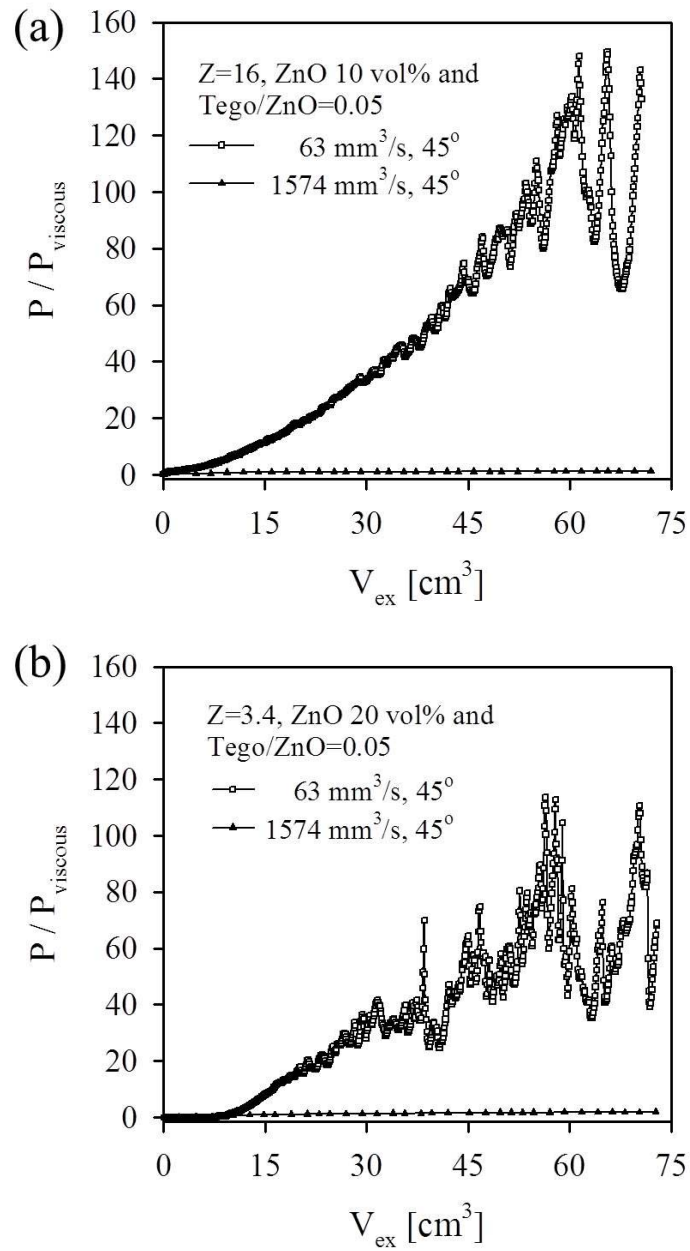 (a)
160
140
120
100
80
60
40
20
0
P / P_viscous
Z=16, ZnO 10 vol% and
Tego/ZnO=0.05
63 mm³/s, 45°
1574 mm³/s, 45°
0 15 30 45 60 75
V_ex [cm³]
(b)
160
140
120
100
80
60
40
20
0
P / P_viscous
Z=3.4, ZnO 20 vol% and
Tego/ZnO=0.05
63 mm³/s, 45°
1574 mm³/s, 45°
0 15 30 45 60 75
V_ex [cm³]